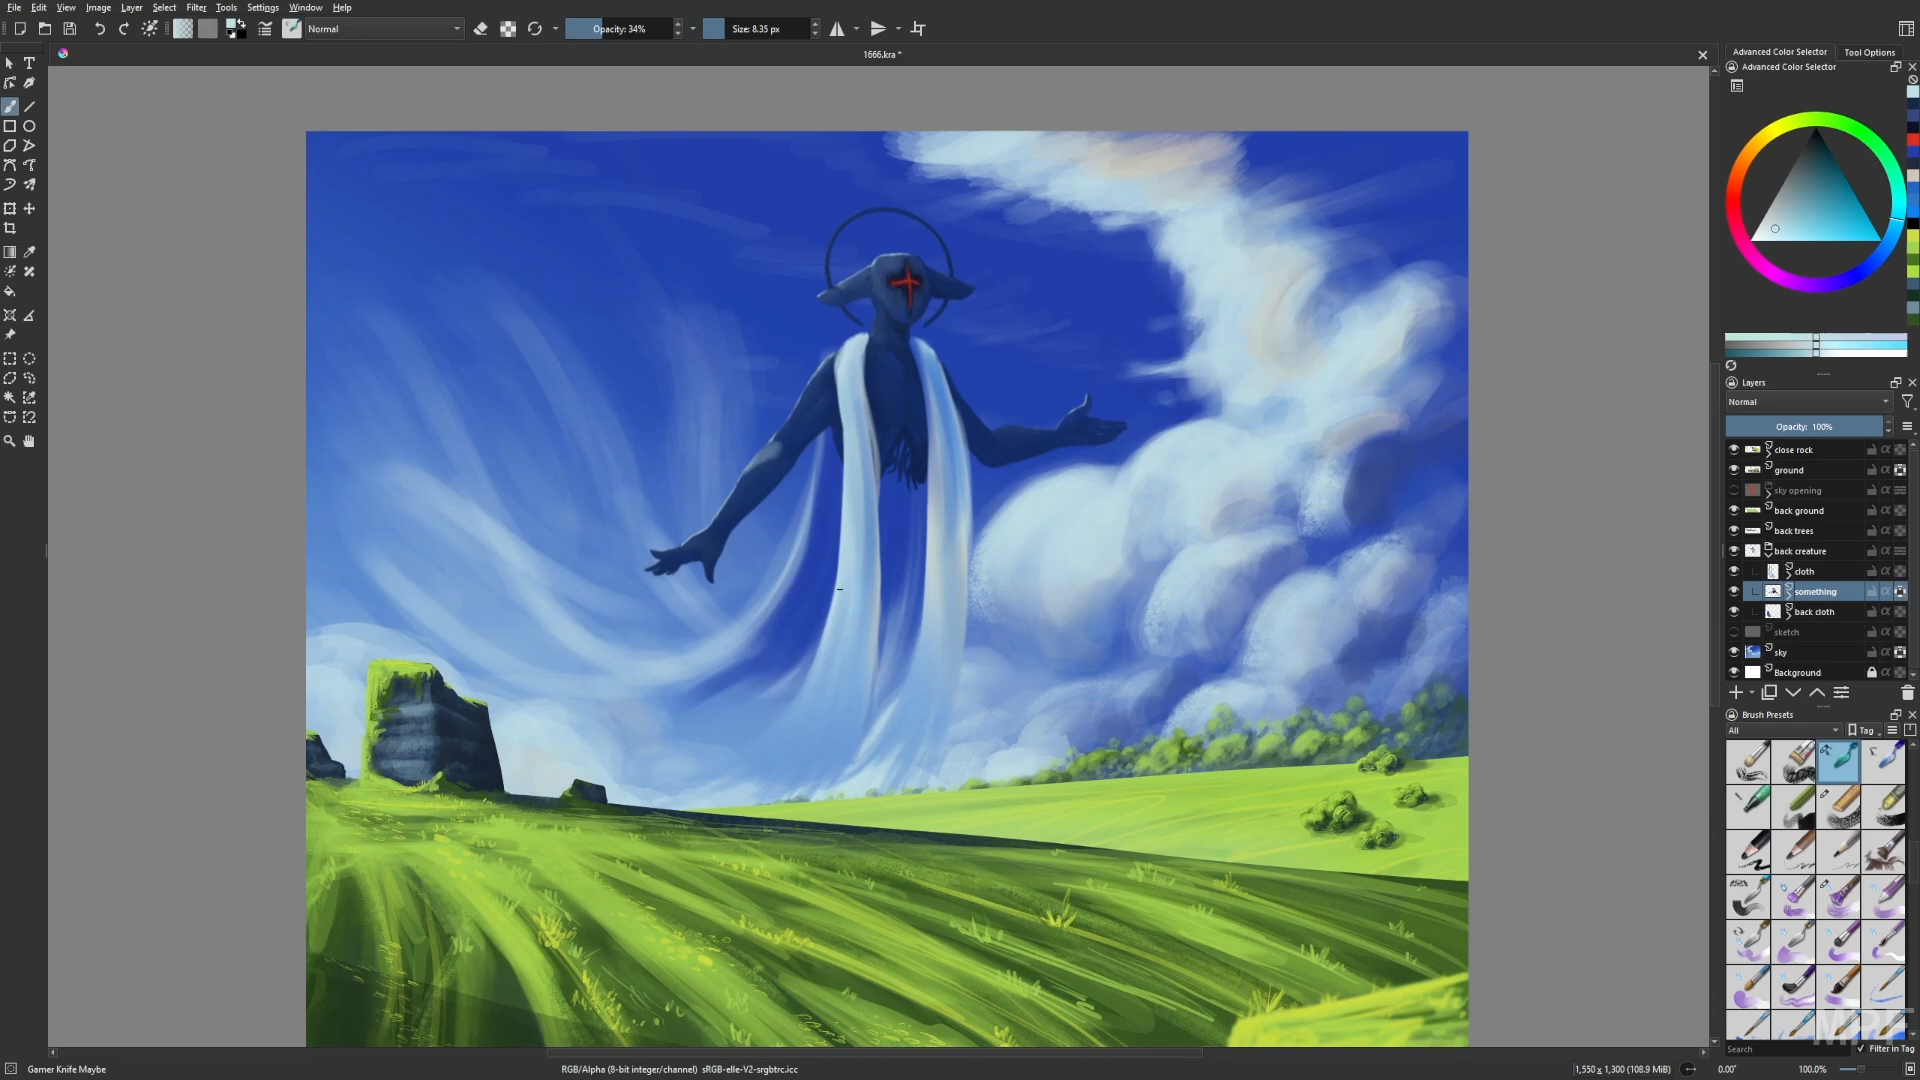 File Edit View Image Layer Select Filter Tools Settings Window Help
Normal Opacity: 34% Size: 8.35 px
1666.kra *
Advanced Color Selector Tool Options
Advanced Color Selector
Layers
Normal
Opacity: 100%
close rock
ground
sky opening
back ground
back trees
back creature
cloth
something
back cloth
sketch
sky
Background
Brush Presets
All Tag
Search Filter in Tag
Gamer Knife Maybe RGB/Alpha (8-bit integer/channel) sRGB-elle-V2-srgbtrc.icc 1,550 x 1,300 (108.9 MiB) 0.00° 100.0%